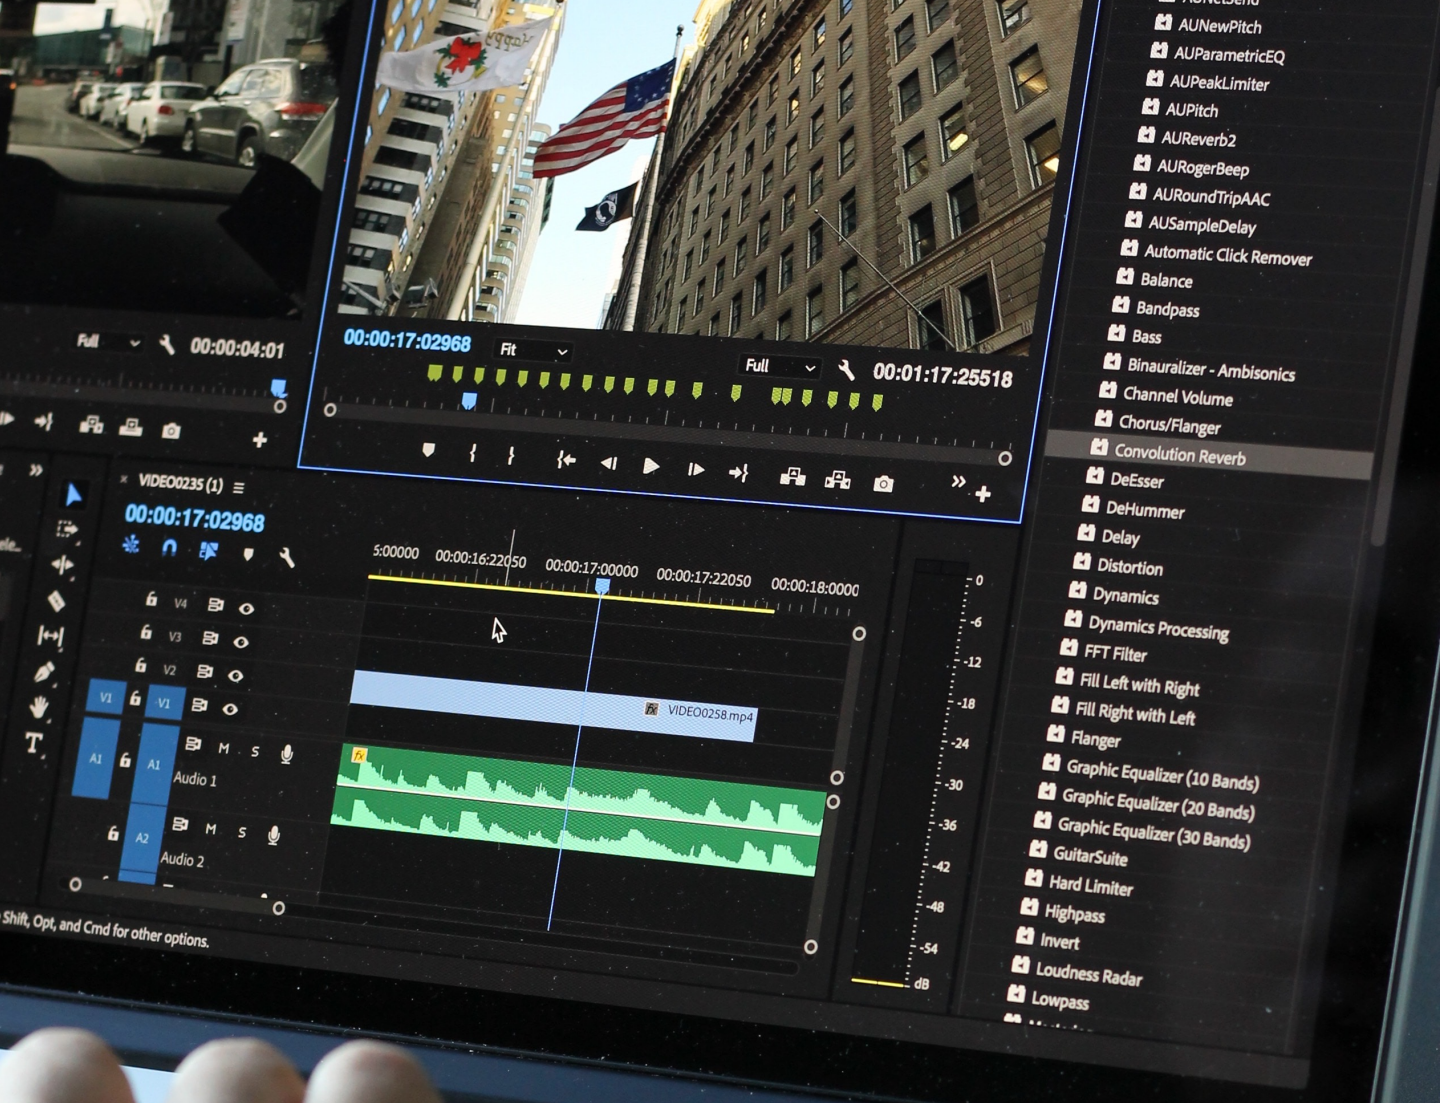 Happy
Full
00:00:04:01
00:00:17:02968
Fit
Full
00:01:17:25518
VIDEO0235 (1)
00:00:17:02968
5:00000
00:00:16:22050
00:00:17:00000
00:00:17:22050
00:00:18:0000
V4
V3
V2
V1
V1
fx
VIDEO0258.mp4
A1
A1
M
S
Audio 1
fx
A2
M
S
Audio 2
T
Shift, Opt, and Cmd for other options.
0
-6
-12
-18
-24
-30
-36
-42
-48
-54
dB
AUNetSend
AUNewPitch
AUParametricEQ
AUPeakLimiter
AUPitch
AUReverb2
AURogerBeep
AURoundTripAAC
AUSampleDelay
Automatic Click Remover
Balance
Bandpass
Bass
Binauralizer - Ambisonics
Channel Volume
Chorus/Flanger
Convolution Reverb
DeEsser
DeHummer
Delay
Distortion
Dynamics
Dynamics Processing
FFT Filter
Fill Left with Right
Fill Right with Left
Flanger
Graphic Equalizer (10 Bands)
Graphic Equalizer (20 Bands)
Graphic Equalizer (30 Bands)
GuitarSuite
Hard Limiter
Highpass
Invert
Loudness Radar
Lowpass